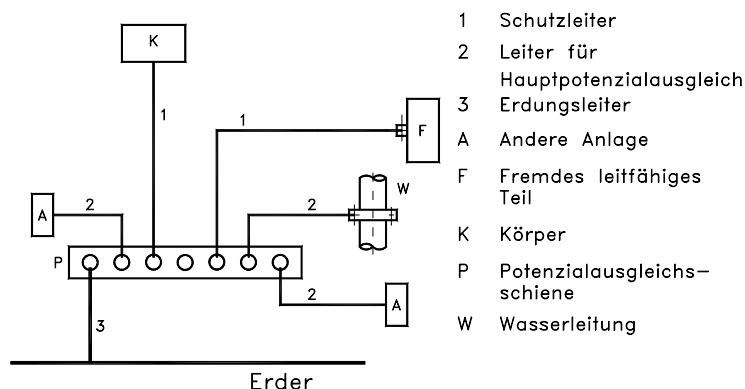 K
1
1
F
A
2
2
W
P
2
A
3
Erder
1 Schutzleiter
2 Leiter für
Hauptpotenzialausgleich
3 Erdungsleiter
A Andere Anlage
F Fremdes leitfähiges
Teil
K Körper
P Potenzialausgleichs–
schiene
W Wasserleitung